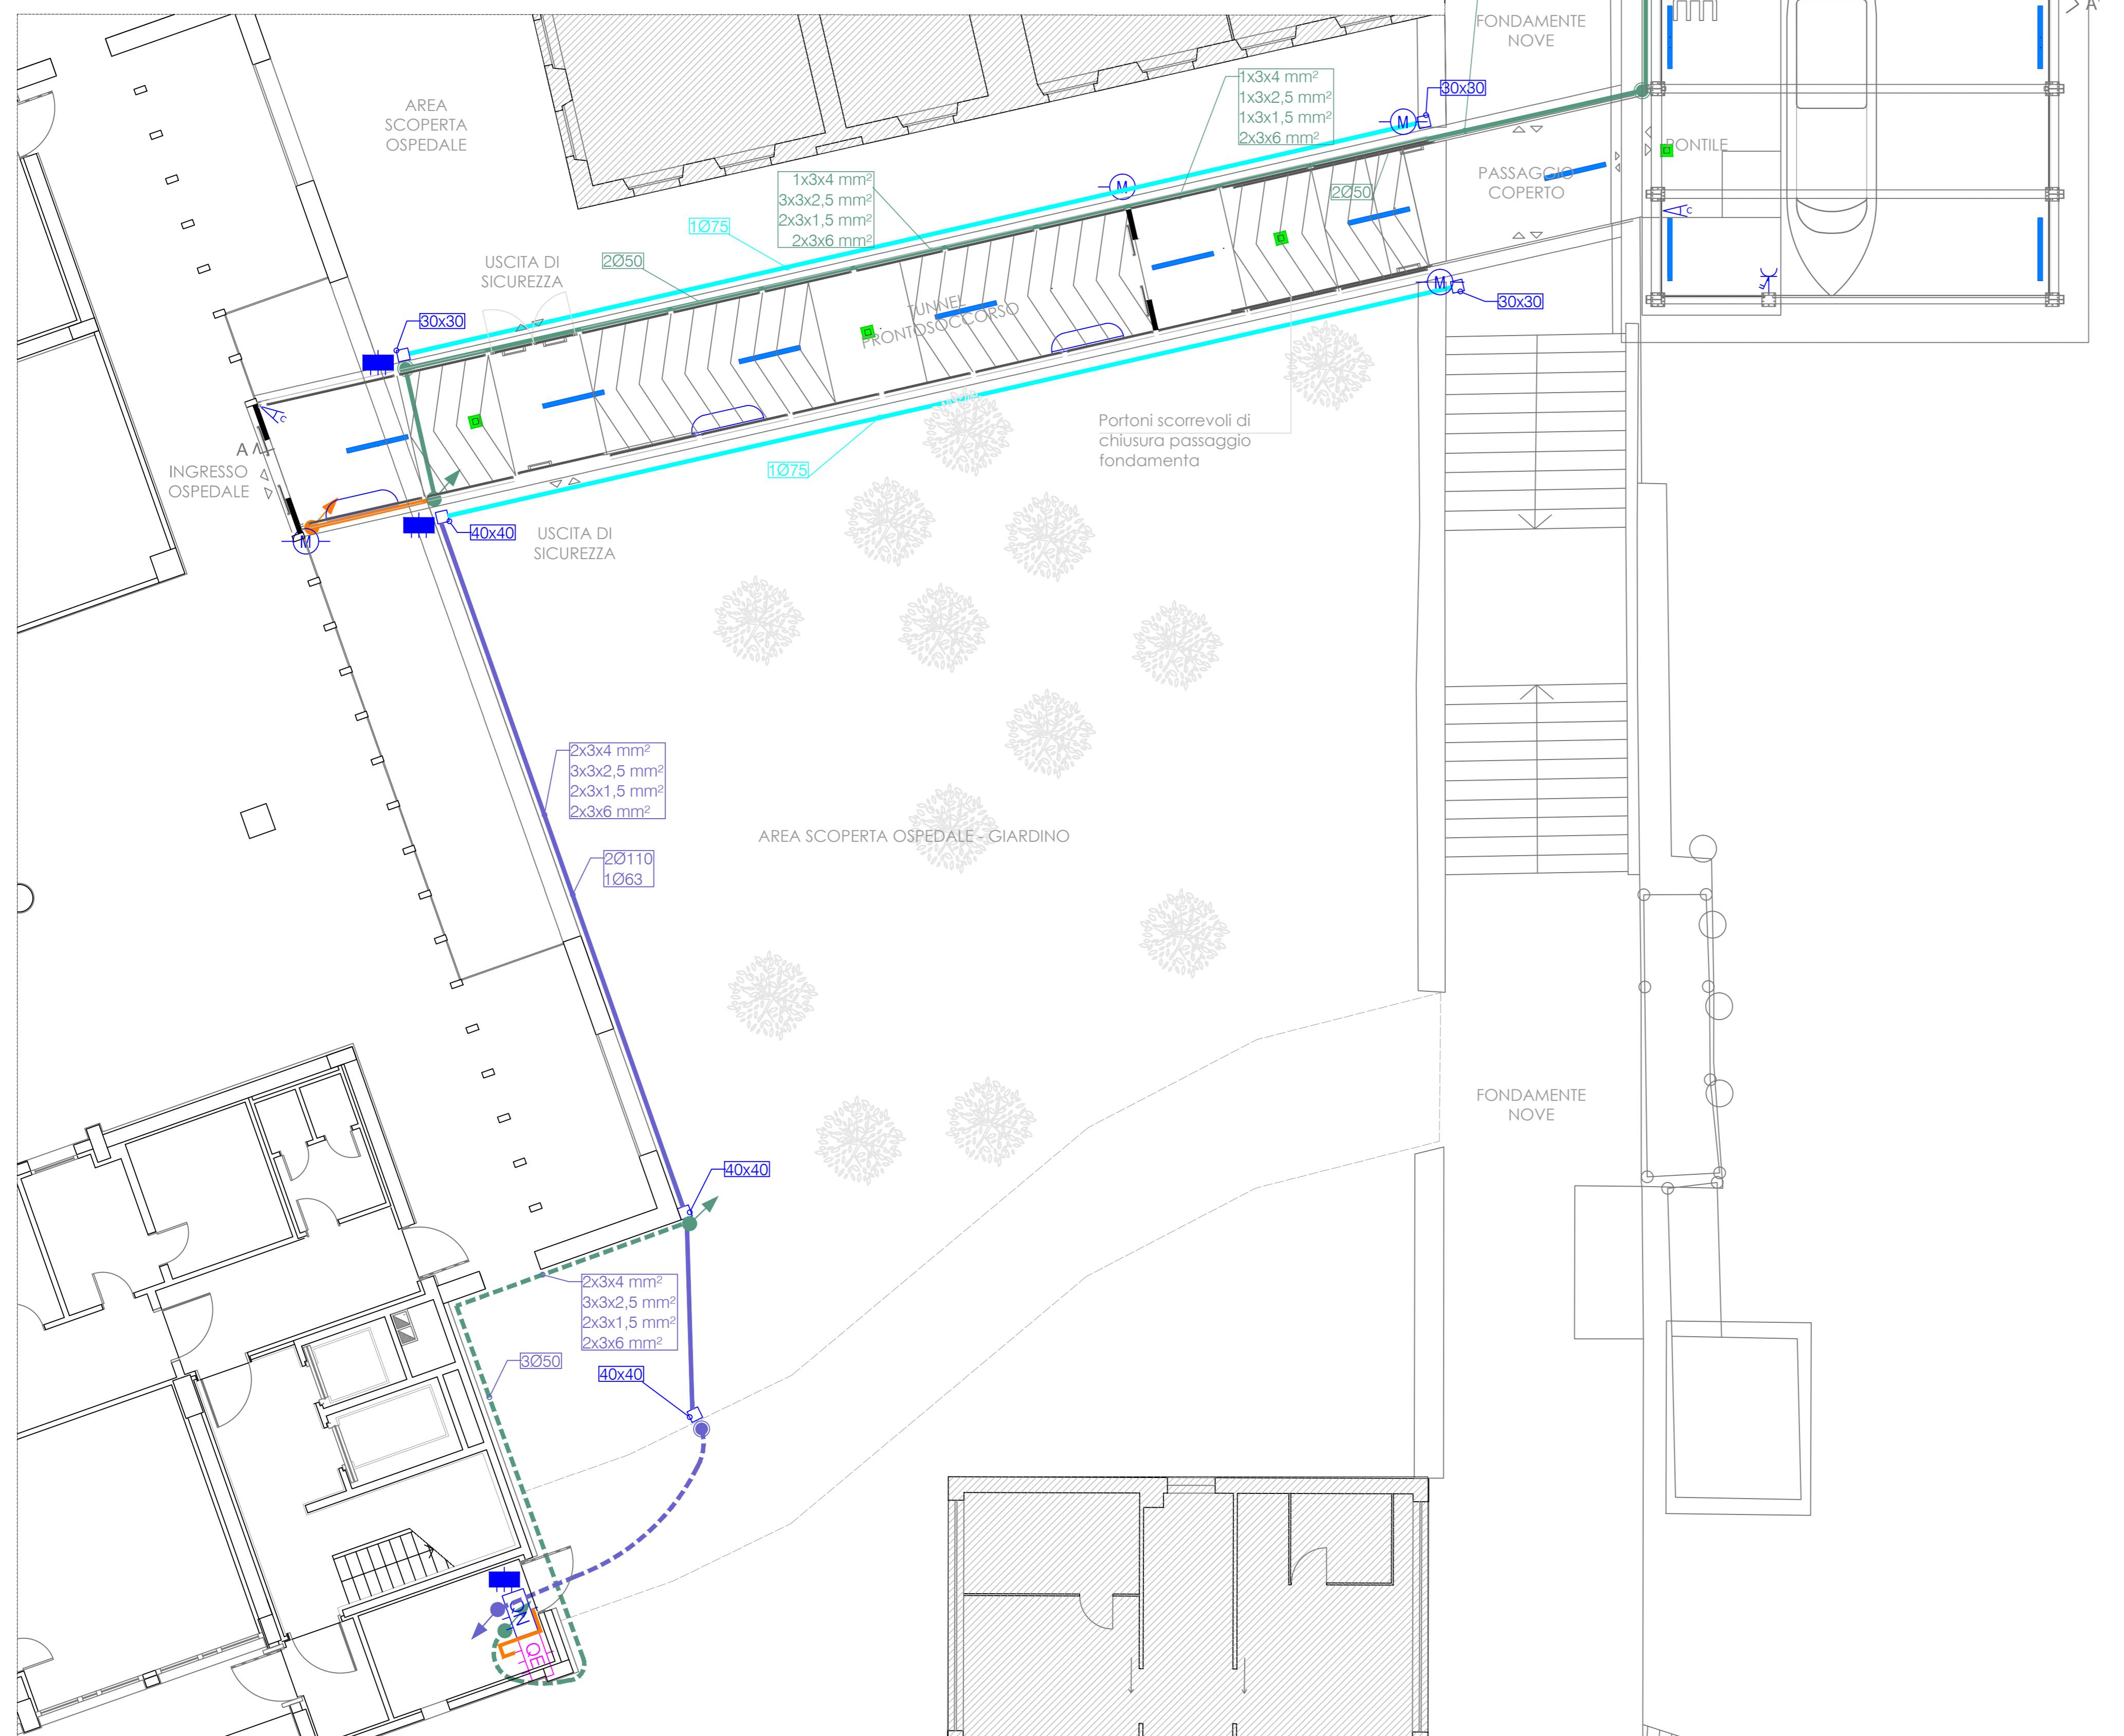 FONDAMENTE
NOVE
A'
AREA
SCOPERTA
OSPEDALE
1x3x4 mm²
1x3x2,5 mm²
1x3x1,5 mm²
2x3x6 mm²
30x30
M
PONTILE
PASSAGGIO
COPERTO
1x3x4 mm²
3x3x2,5 mm²
2x3x1,5 mm²
2x3x6 mm²
M
2Ø50
1Ø75
c
USCITA DI
SICUREZZA
2Ø50
TUNNEL
PRONTOSOCCORSO
M
30x30
30x30
c
A
INGRESSO
OSPEDALE
Portoni scorrevoli di
chiusura passaggio
fondamenta
1Ø75
M
40x40
USCITA DI
SICUREZZA
2x3x4 mm²
3x3x2,5 mm²
2x3x1,5 mm²
2x3x6 mm²
AREA SCOPERTA OSPEDALE - GIARDINO
2Ø110
1Ø63
FONDAMENTE
NOVE
40x40
2x3x4 mm²
3x3x2,5 mm²
2x3x1,5 mm²
2x3x6 mm²
3Ø50
40x40
QN
QE